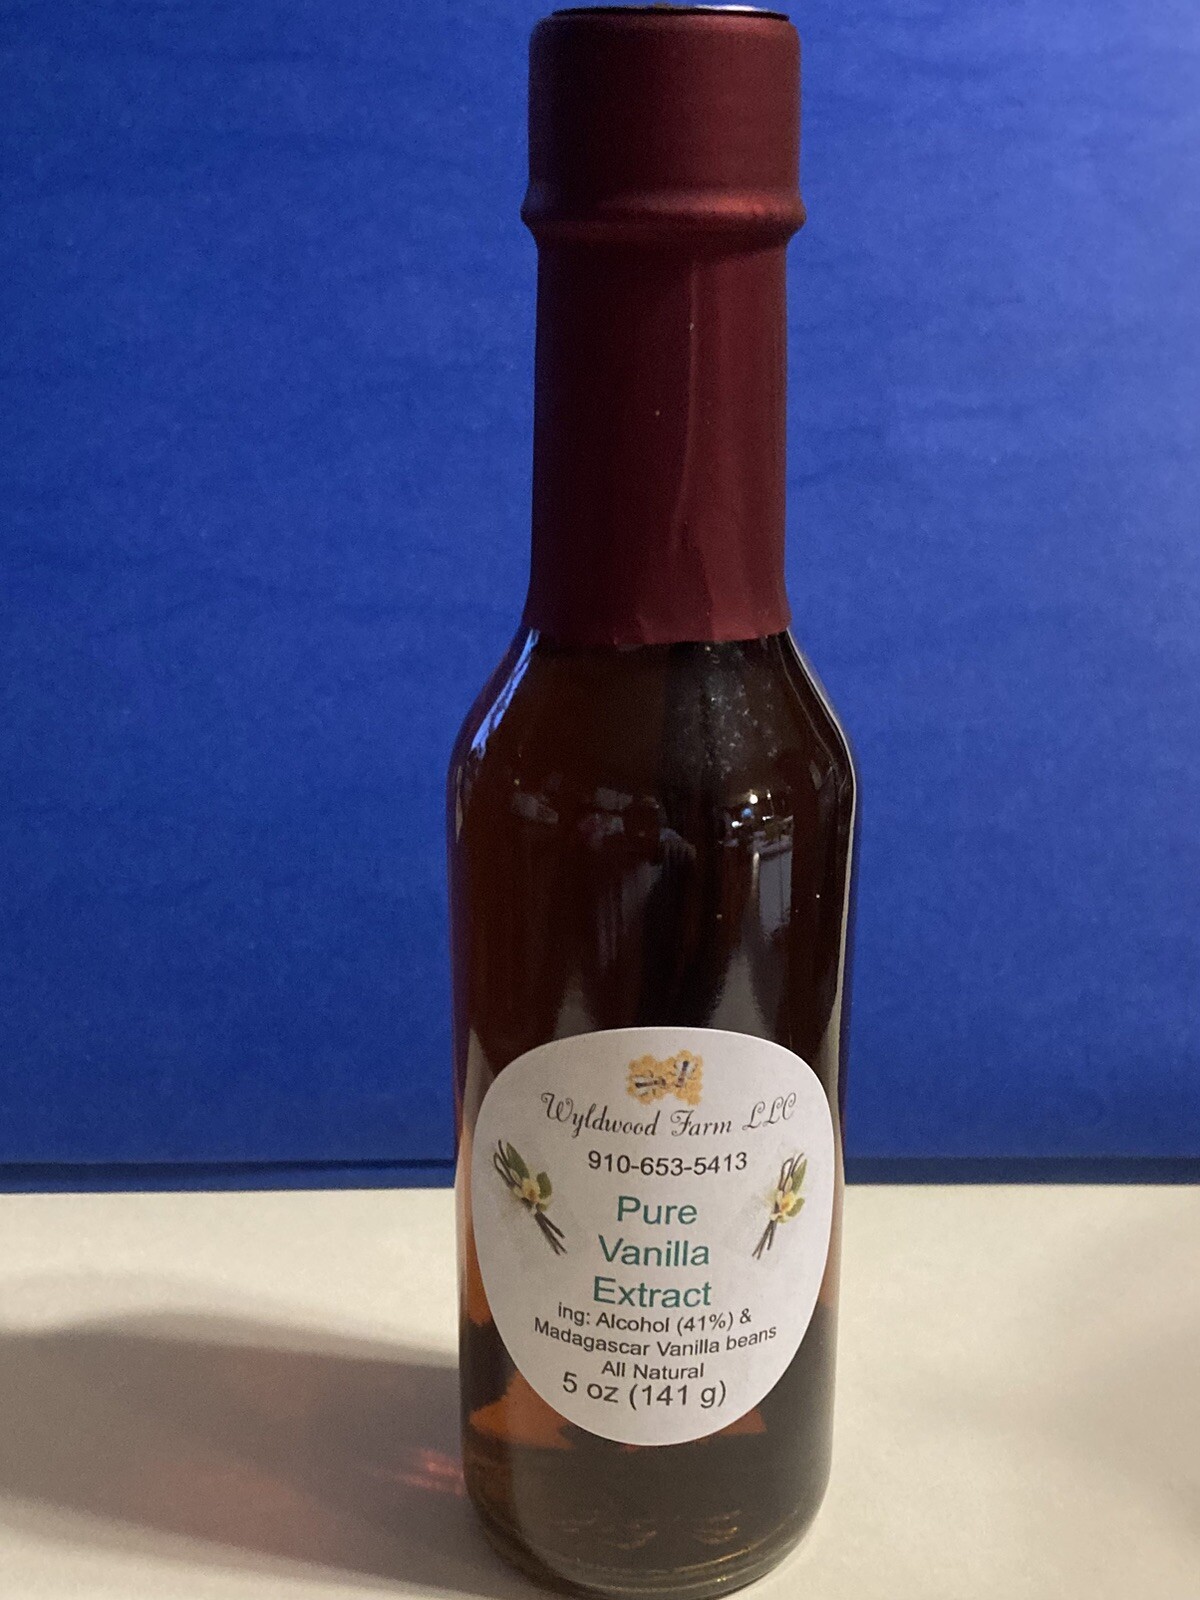 Wyldwood Farm LLC
910-653-5413
Pure
Vanilla
Extract
ing: Alcohol (41%) &
Madagascar Vanilla beans
All Natural
5 oz (141 g)